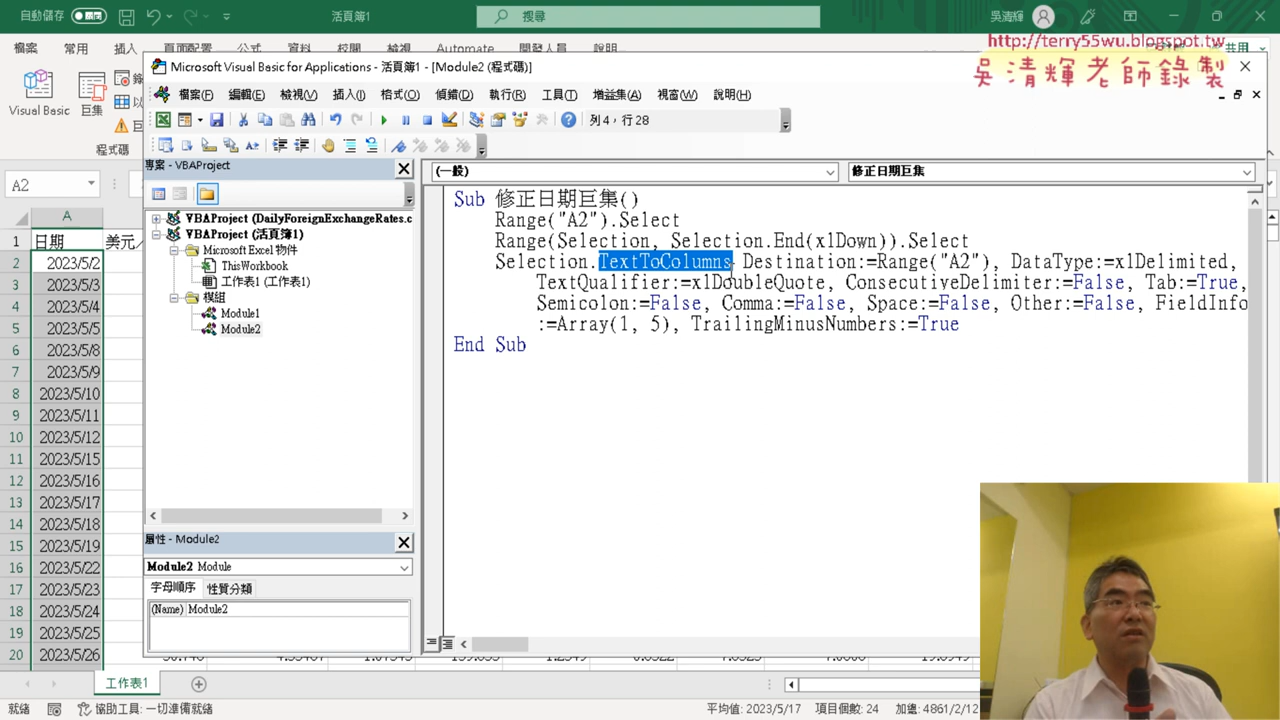 自動儲存
活頁簿1
搜尋
吳清輝
http://terry55wu.blogspot.tw
吳清輝老師錄製
檔案 常用 插入 頁面配置 公式 資料 校閱 檢視 Automate 開發人員 說明
Visual Basic 巨集
程式碼
Microsoft Visual Basic for Applications - 活頁簿1 - [Module2 (程式碼)]
檔案(F) 編輯(E) 檢視(V) 插入(I) 格式(O) 偵錯(D) 執行(R) 工具(T) 增益集(A) 視窗(W) 說明(H)
列4，行28
專案 - VBAProject
(一般)
修正日期巨集
VBAProject (DailyForeignExchangeRates.c
VBAProject (活頁簿1)
Microsoft Excel 物件
ThisWorkbook
工作表1 (工作表1)
模組
Module1
Module2
屬性 - Module2
Module2 Module
字母順序 性質分類
(Name) Module2
Sub 修正日期巨集()
Range("A2").Select
Range(Selection, Selection.End(xlDown)).Select
Selection.TextToColumns Destination:=Range("A2"), DataType:=xlDelimited,
TextQualifier:=xlDoubleQuote, ConsecutiveDelimiter:=False, Tab:=True,
Semicolon:=False, Comma:=False, Space:=False, Other:=False, FieldInfo
:=Array(1, 5), TrailingMinusNumbers:=True
End Sub
A2
A
1 日期 美元/
2 2023/5/2
3 2023/5/3
4 2023/5/4
5 2023/5/5
6 2023/5/8
7 2023/5/9
8 2023/5/10
9 2023/5/11
10 2023/5/12
11 2023/5/15
12 2023/5/16
13 2023/5/17
14 2023/5/18
15 2023/5/19
16 2023/5/22
17 2023/5/23
18 2023/5/24
19 2023/5/25
20 2023/5/26
工作表1
就緒 協助工具: 一切準備就緒
平均值: 2023/5/17 項目個數: 24 加總: 4861/2/12